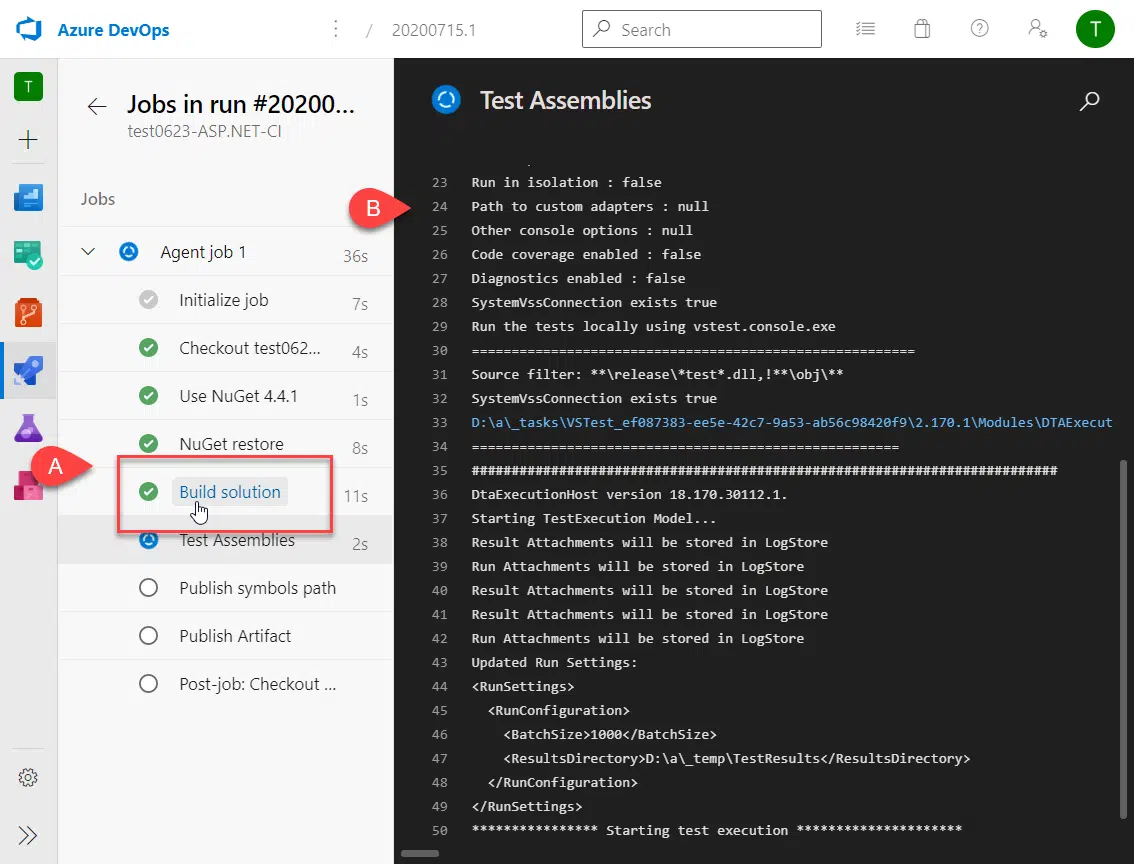 Azure DevOps
/ 20200715.1
Search
T
T
Jobs in run #20200...
test0623-ASP.NET-CI
Jobs
Agent job 1 36s
Initialize job 7s
Checkout test062... 4s
Use NuGet 4.4.1 1s
NuGet restore 8s
A
Build solution 11s
Test Assemblies 2s
Publish symbols path
Publish Artifact
Post-job: Checkout ...
B
Test Assemblies
23 Run in isolation : false
24 Path to custom adapters : null
25 Other console options : null
26 Code coverage enabled : false
27 Diagnostics enabled : false
28 SystemVssConnection exists true
29 Run the tests locally using vstest.console.exe
30 ========================================================
31 Source filter: **\release\*test*.dll,!**\obj\**
32 SystemVssConnection exists true
33 D:\a\_tasks\VSTest_ef087383-ee5e-42c7-9a53-ab56c98420f9\2.170.1\Modules\DTAExecut
34 ======================================================
35 ##########################################################################
36 DtaExecutionHost version 18.170.30112.1.
37 Starting TestExecution Model...
38 Result Attachments will be stored in LogStore
39 Run Attachments will be stored in LogStore
40 Result Attachments will be stored in LogStore
41 Result Attachments will be stored in LogStore
42 Run Attachments will be stored in LogStore
43 Updated Run Settings:
44 <RunSettings>
45 <RunConfiguration>
46 <BatchSize>1000</BatchSize>
47 <ResultsDirectory>D:\a\_temp\TestResults</ResultsDirectory>
48 </RunConfiguration>
49 </RunSettings>
50 **************** Starting test execution *********************